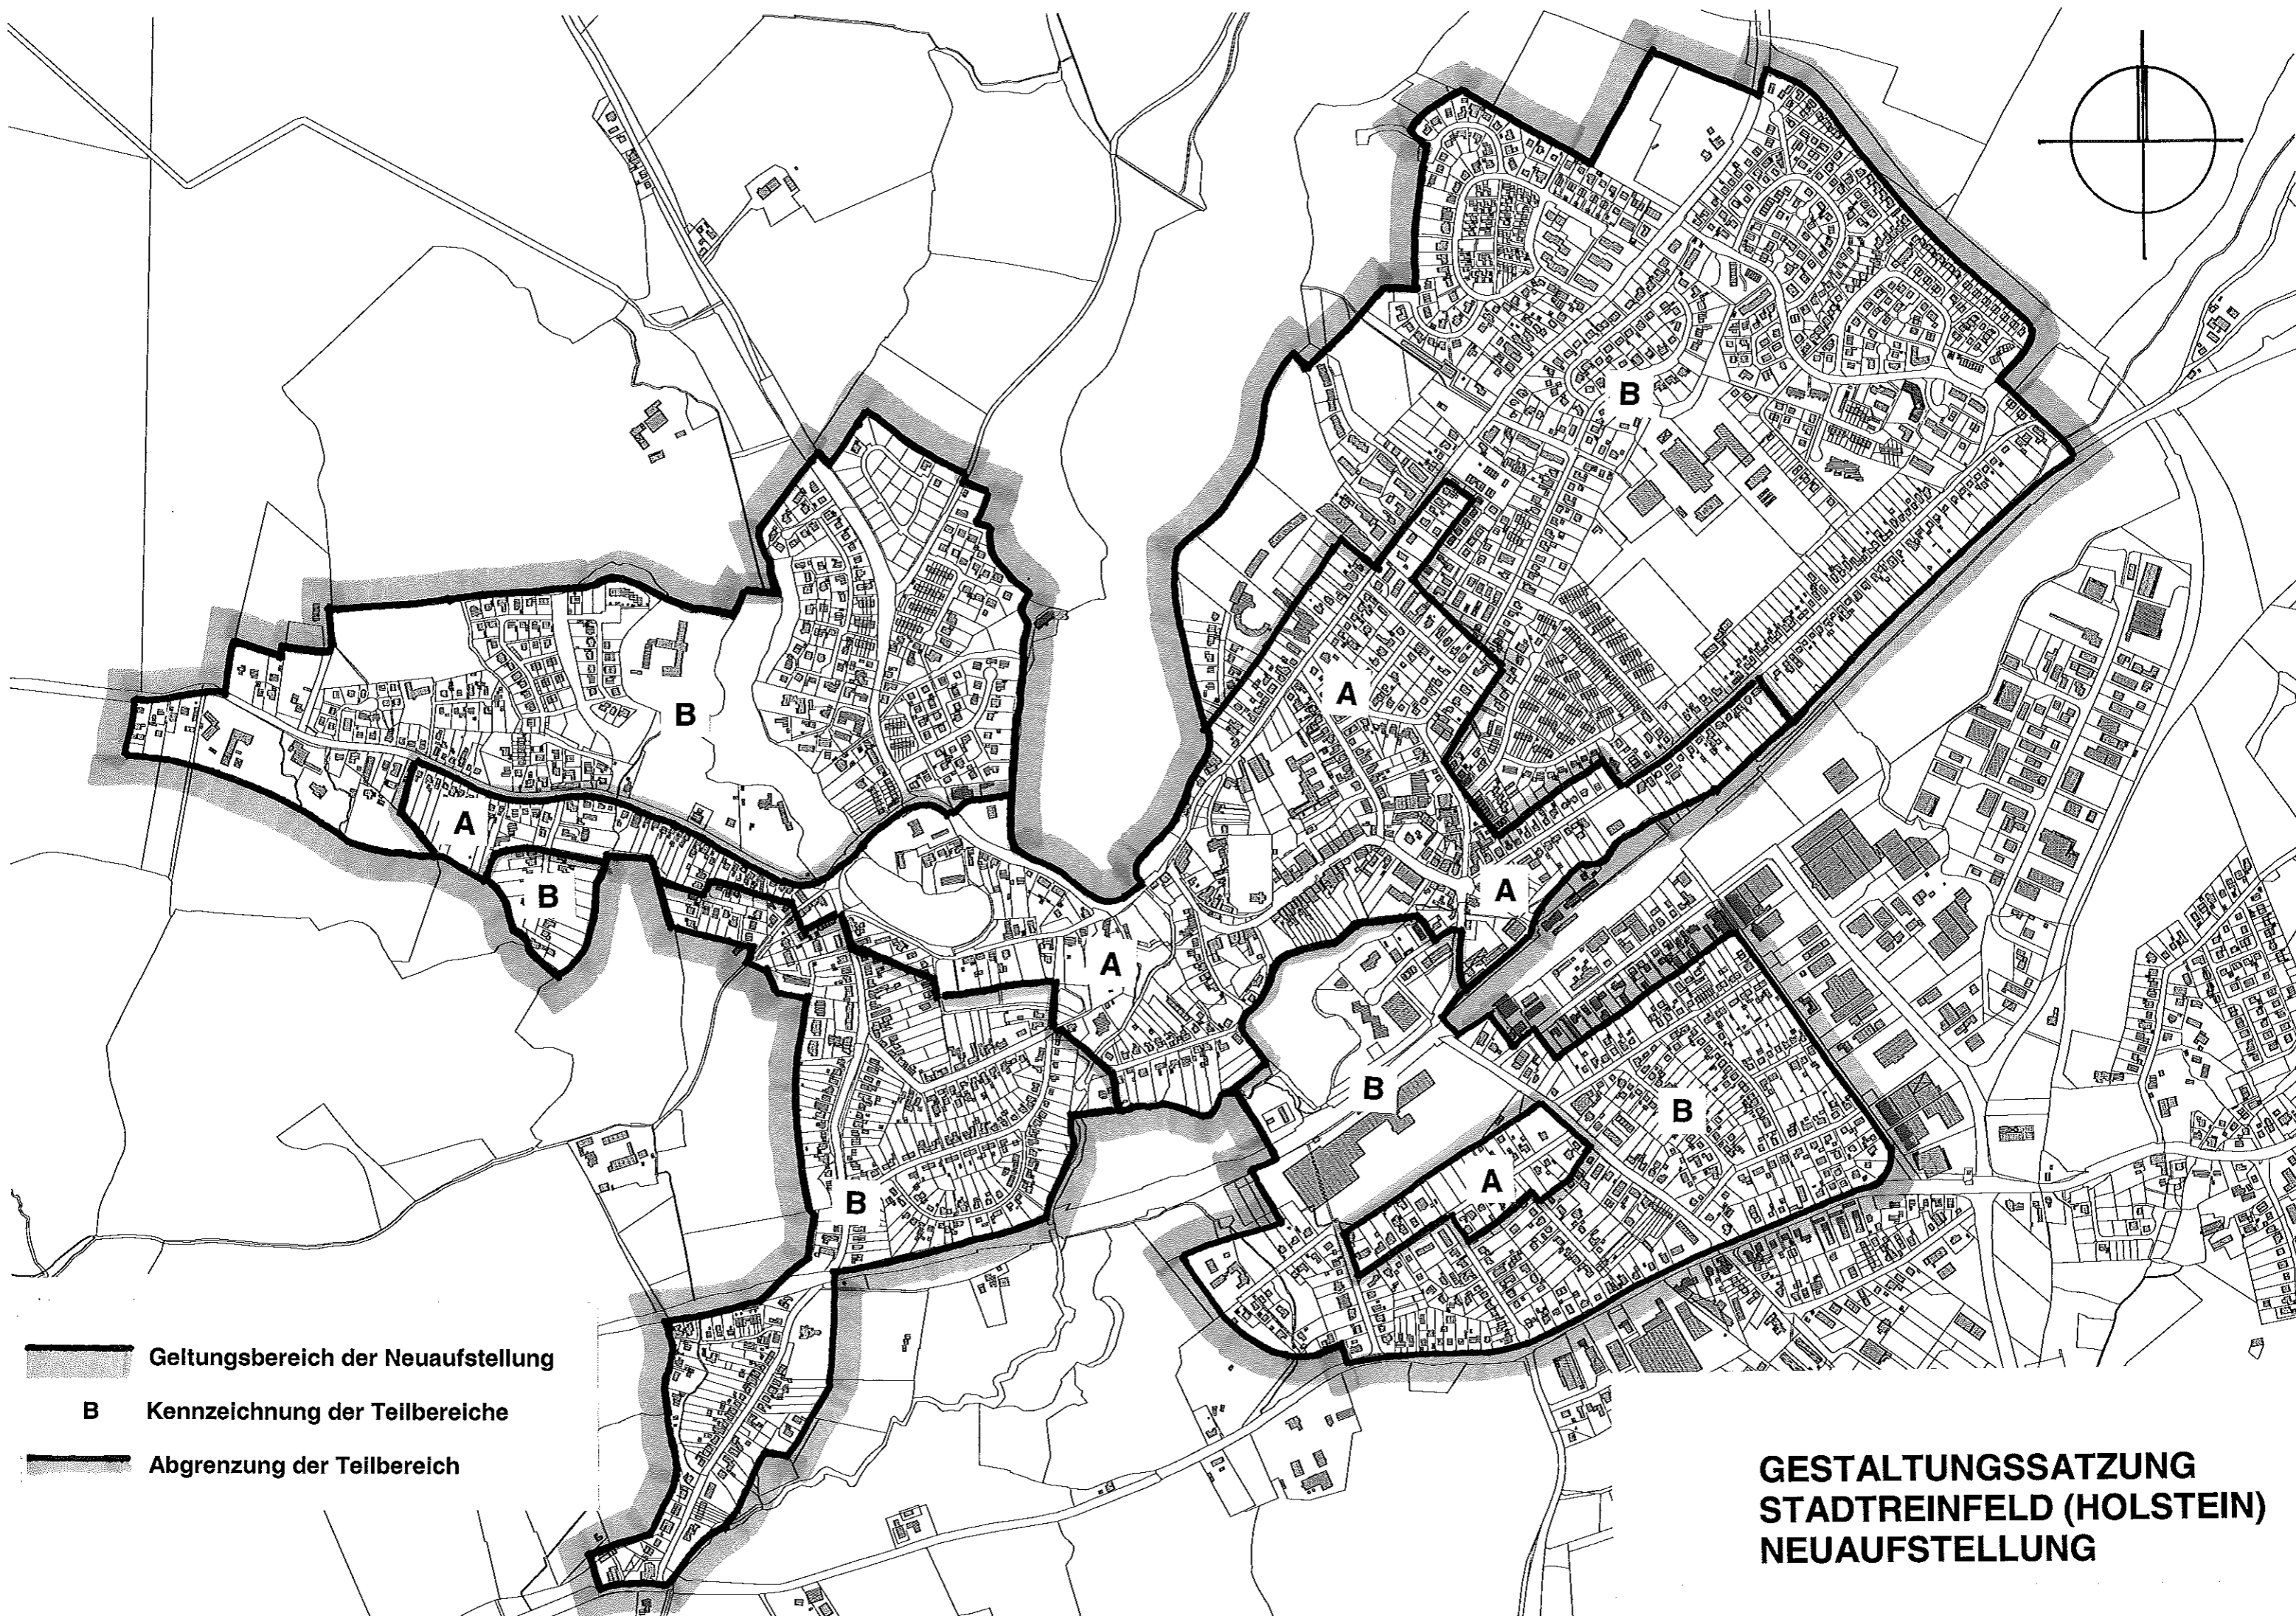 B
A
B
A
A
B
A
B
B
A
B
B
Geltungsbereich der Neuaufstellung
B Kennzeichnung der Teilbereiche
Abgrenzung der Teilbereich
GESTALTUNGSSATZUNG
STADTREINFELD (HOLSTEIN)
NEUAUFSTELLUNG